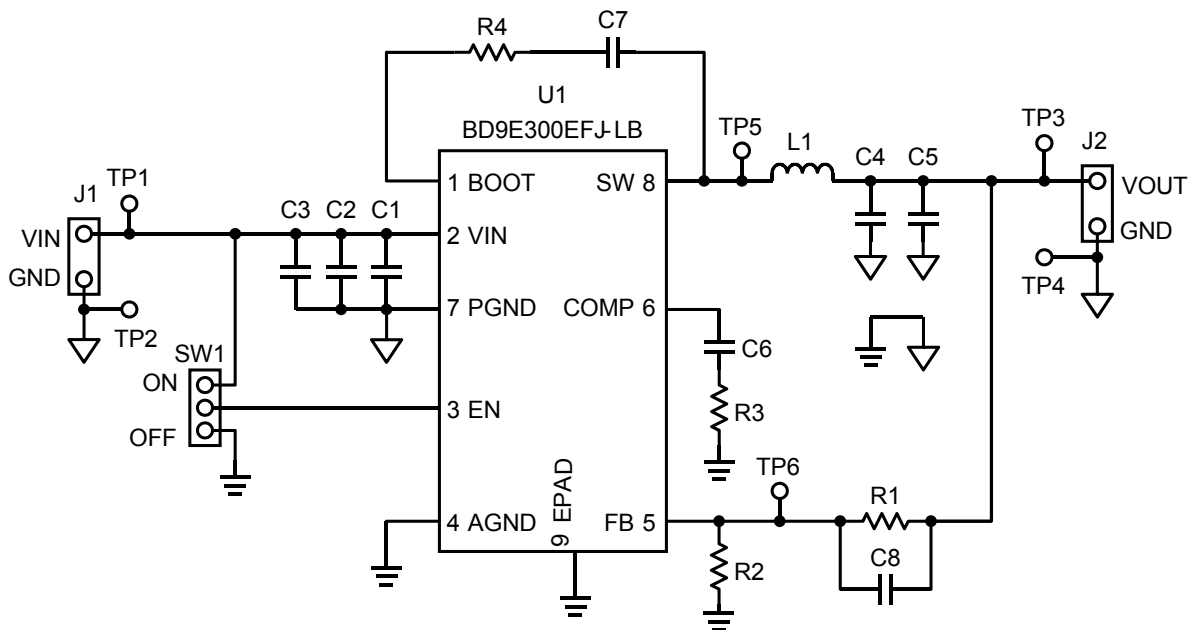 R4
C7
U1
BD9E300EFJ-LB
TP5
L1
C4
C5
TP3
J2
J1
TP1
C3
C2
C1
1 BOOT
SW 8
VOUT
VIN
2 VIN
GND
GND
TP2
7 PGND
COMP 6
TP4
SW1
ON
C6
3 EN
R3
OFF
TP6
R1
4 AGND
9 EPAD
FB 5
C8
R2